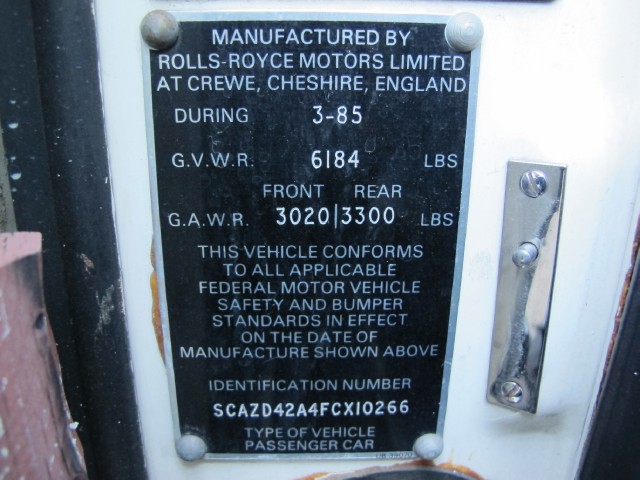 MANUFACTURED BY
ROLLS-ROYCE MOTORS LIMITED
AT CREWE, CHESHIRE, ENGLAND
DURING 3-85
G.V.W.R. 6184 LBS
FRONT REAR
G.A.W.R. 3020|3300 LBS
THIS VEHICLE CONFORMS
TO ALL APPLICABLE
FEDERAL MOTOR VEHICLE
SAFETY AND BUMPER
STANDARDS IN EFFECT
ON THE DATE OF
MANUFACTURE SHOWN ABOVE
IDENTIFICATION NUMBER
SCAZD42A4FCX10266
TYPE OF VEHICLE
PASSENGER CAR